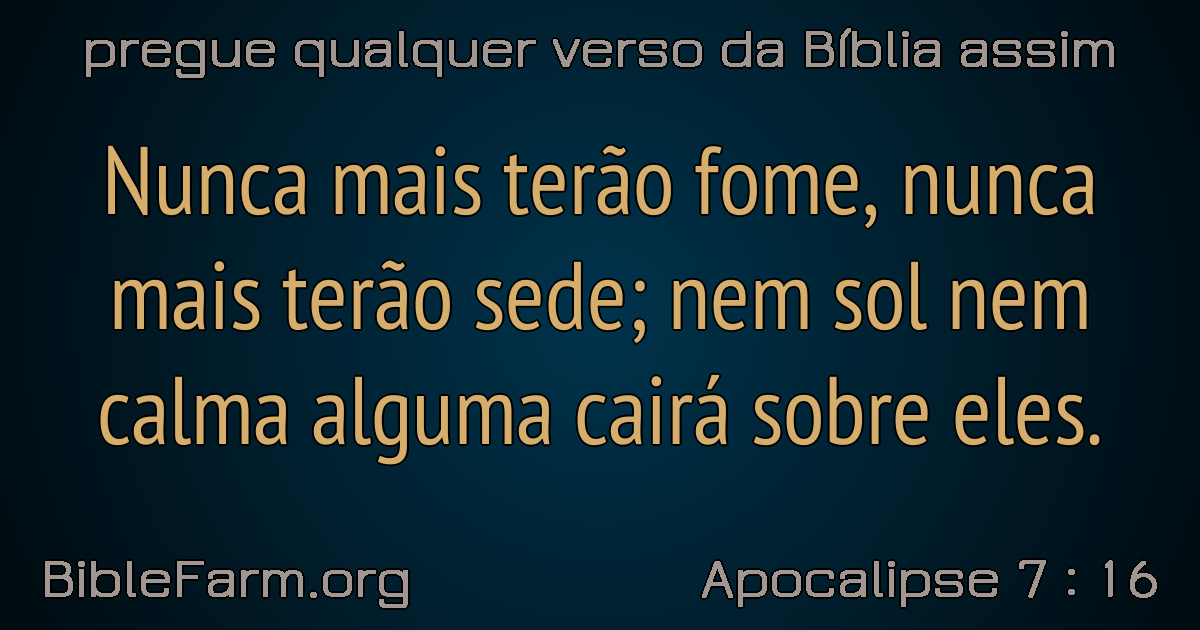 pregue qualquer verso da Bíblia assim
Nunca mais terão fome, nunca
mais terão sede; nem sol nem
calma alguma cairá sobre eles.
BibleFarm.org
Apocalipse 7 : 16